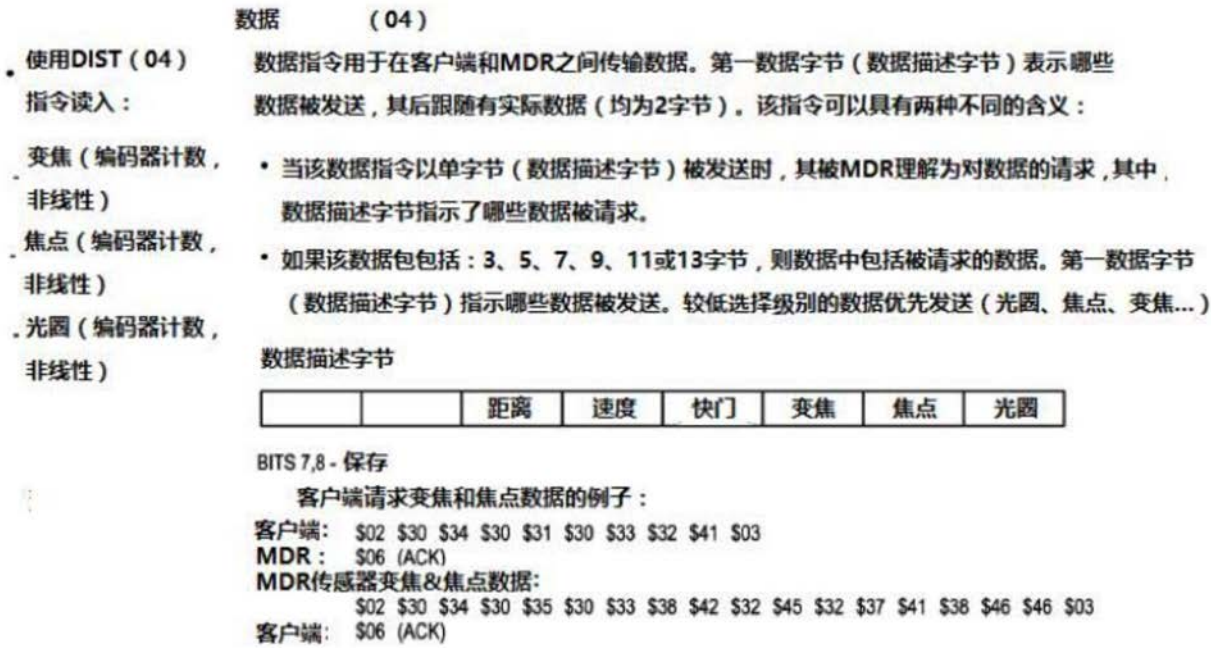 数据 （04）
使用DIST（04）
指令读入：
变焦（编码器计数，
非线性）
焦点（编码器计数，
非线性）
光圈（编码器计数，
非线性）
数据指令用于在客户端和MDR之间传输数据。第一数据字节（数据描述字节）表示哪些
数据被发送，其后跟随有实际数据（均为2字节）。该指令可以具有两种不同的含义：
• 当该数据指令以单字节（数据描述字节）被发送时，其被MDR理解为对数据的请求，其中，
数据描述字节指示了哪些数据被请求。
• 如果该数据包包括：3、5、7、9、11或13字节，则数据中包括被请求的数据。第一数据字节
（数据描述字节）指示哪些数据被发送。较低选择级别的数据优先发送（光圈、焦点、变焦...）
数据描述字节
距离 速度 快门 变焦 焦点 光圈
BITS 7,8 - 保存
客户端请求变焦和焦点数据的例子：
客户端： $02 $30 $34 $30 $31 $30 $33 $32 $41 $03
MDR： $06 (ACK)
MDR传感器变焦&焦点数据：
$02 $30 $34 $30 $35 $30 $33 $38 $42 $32 $45 $32 $37 $41 $38 $46 $46 $03
客户端： $06 (ACK)